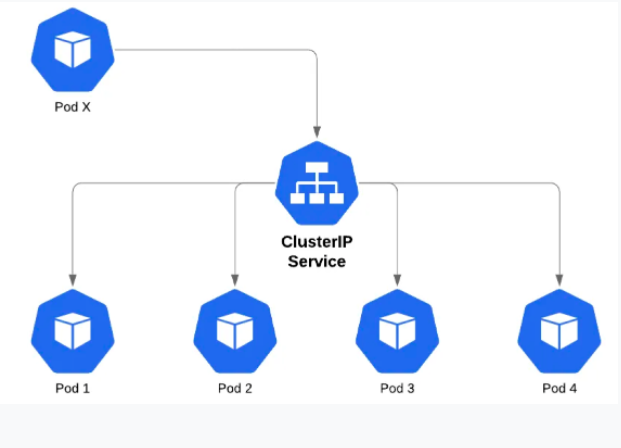 Pod X
ClusterIP
Service
Pod 1
Pod 2
Pod 3
Pod 4